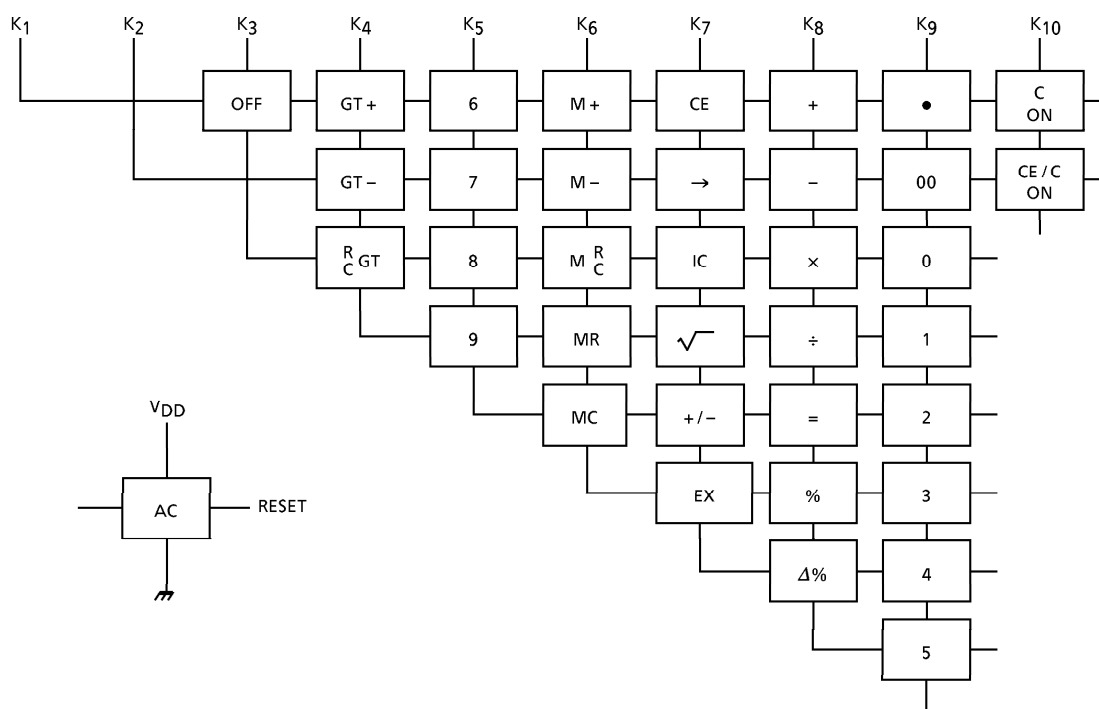 K1 K2 K3 K4 K5 K6 K7 K8 K9 K10
OFF GT+ 6 M+ CE + • C ON
GT− 7 M− → − 00 CE/C ON
R C GT 8 M R C IC × 0
9 MR √ ÷ 1
MC +/− = 2
EX % 3
Δ% 4
5
VDD
AC RESET